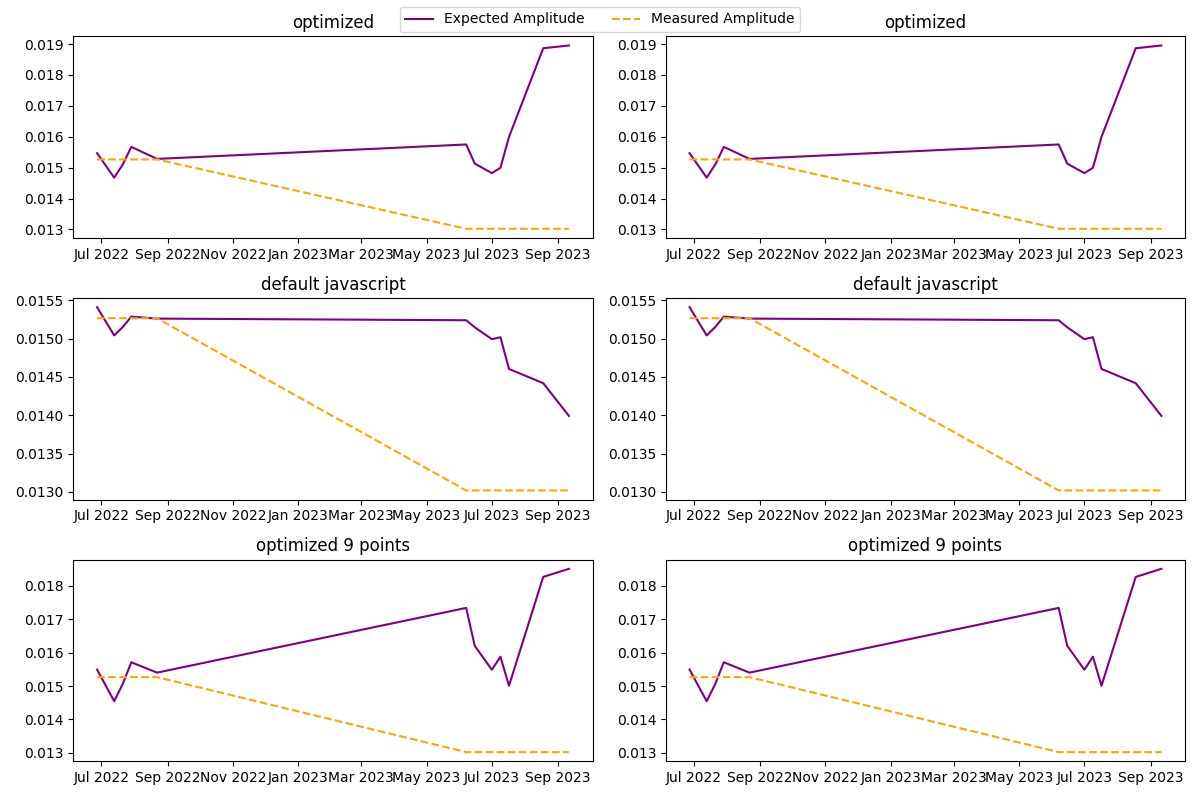 Expected Amplitude Measured Amplitude
optimized optimized
0.019 0.019
0.018 0.018
0.017 0.017
0.016 0.016
0.015 0.015
0.014 0.014
0.013 0.013
Jul 2022 Sep 2022 Nov 2022 Jan 2023 Mar 2023 May 2023 Jul 2023 Sep 2023 Jul 2022 Sep 2022 Nov 2022 Jan 2023 Mar 2023 May 2023 Jul 2023 Sep 2023
default javascript default javascript
0.0155 0.0155
0.0150 0.0150
0.0145 0.0145
0.0140 0.0140
0.0135 0.0135
0.0130 0.0130
Jul 2022 Sep 2022 Nov 2022 Jan 2023 Mar 2023 May 2023 Jul 2023 Sep 2023 Jul 2022 Sep 2022 Nov 2022 Jan 2023 Mar 2023 May 2023 Jul 2023 Sep 2023
optimized 9 points optimized 9 points
0.018 0.018
0.017 0.017
0.016 0.016
0.015 0.015
0.014 0.014
0.013 0.013
Jul 2022 Sep 2022 Nov 2022 Jan 2023 Mar 2023 May 2023 Jul 2023 Sep 2023 Jul 2022 Sep 2022 Nov 2022 Jan 2023 Mar 2023 May 2023 Jul 2023 Sep 2023